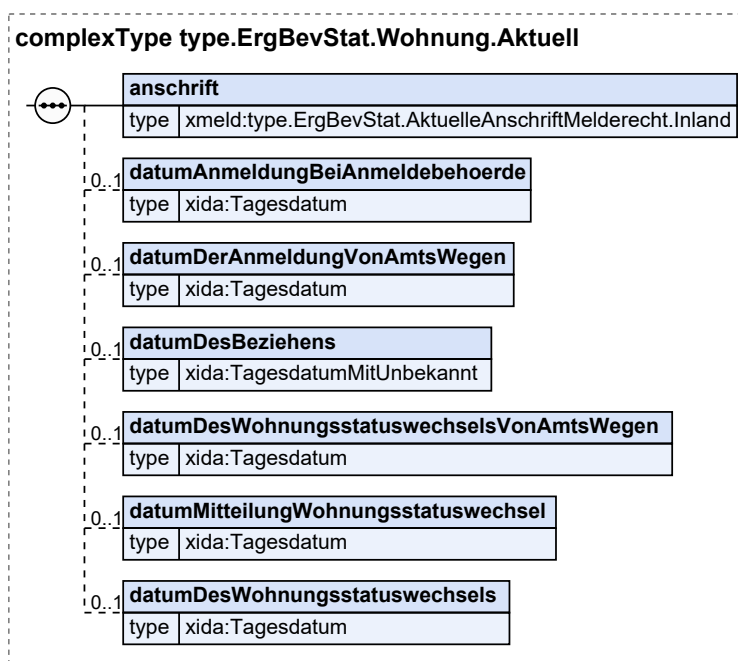 complexType type.ErgBevStat.Wohnung.Aktuell
anschrift
type xmeld:type.ErgBevStat.AktuelleAnschriftMelderecht.Inland
0..1 datumAnmeldungBeiAnmeldebehoerde
type xida:Tagesdatum
0..1 datumDerAnmeldungVonAmtsWegen
type xida:Tagesdatum
0..1 datumDesBeziehens
type xida:TagesdatumMitUnbekannt
0..1 datumDesWohnungsstatuswechselsVonAmtsWegen
type xida:Tagesdatum
0..1 datumMitteilungWohnungsstatuswechsel
type xida:Tagesdatum
0..1 datumDesWohnungsstatuswechsels
type xida:Tagesdatum